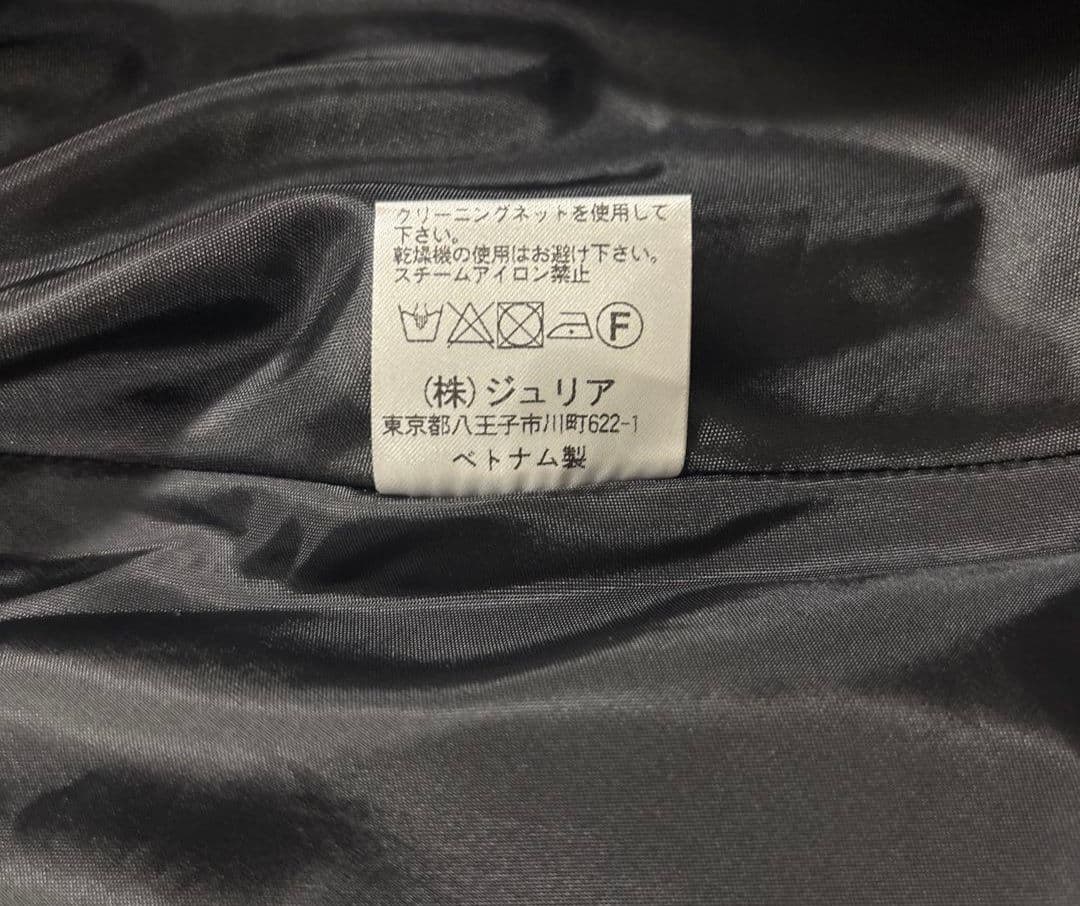 クリーニングネットを使用して
下さい。
乾燥機の使用はお避け下さい。
スチームアイロン禁止
F
(株)ジュリア
東京都八王子市川町622-1
ベトナム製